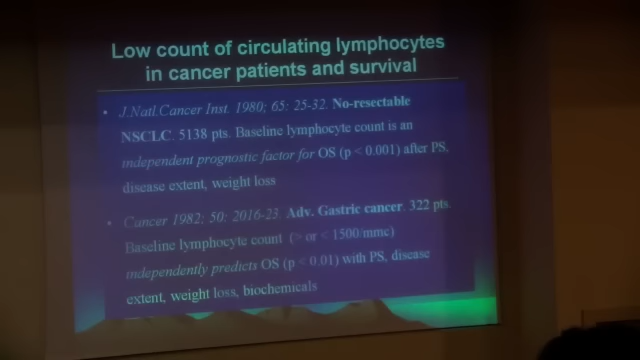 Low count of circulating lymphocytes
in cancer patients and survival
• J.Natl.Cancer Inst. 1980; 65: 25-32. No-resectable
NSCLC. 5138 pts. Baseline lymphocyte count is an
independent prognostic factor for OS (p < 0.001) after PS,
disease extent, weight loss
• Cancer 1982; 50: 2016-23. Adv. Gastric cancer. 322 pts.
Baseline lymphocyte count (> or < 1500/mmc)
independently predicts OS (p < 0.01) with PS, disease
extent, weight loss, biochemicals